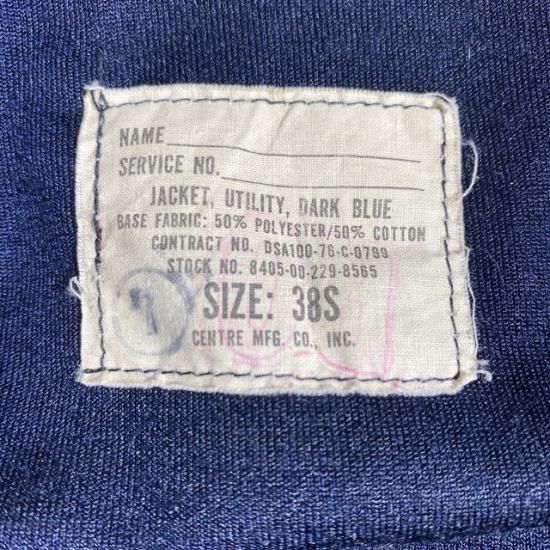 NAME
SERVICE NO.
JACKET, UTILITY, DARK BLUE
BASE FABRIC: 50% POLYESTER/50% COTTON
CONTRACT NO. DSA100-76-C-0799
STOCK NO. 8405-00-229-8565
SIZE: 38S
CENTRE MFG. CO., INC.